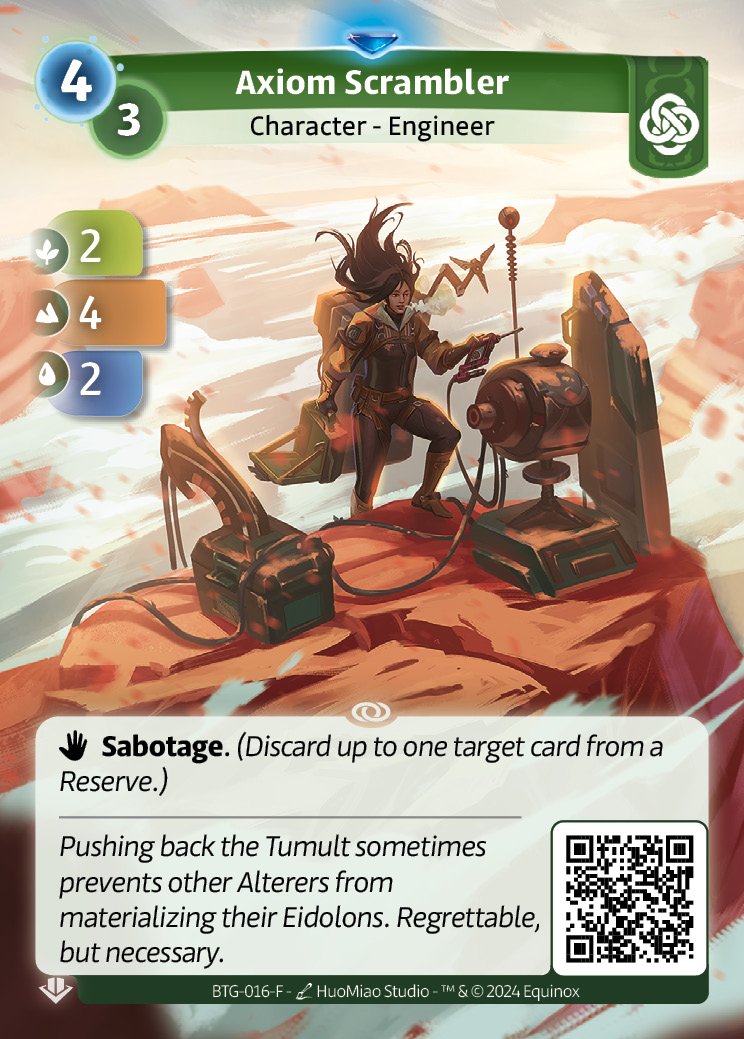 4
Axiom Scrambler
3
Character - Engineer
2
4
2
Sabotage. (Discard up to one target card from a
Reserve.)
Pushing back the Tumult sometimes
prevents other Alterers from
materializing their Eidolons. Regrettable,
but necessary.
BTG-016-F - HuoMiao Studio - ™ & © 2024 Equinox